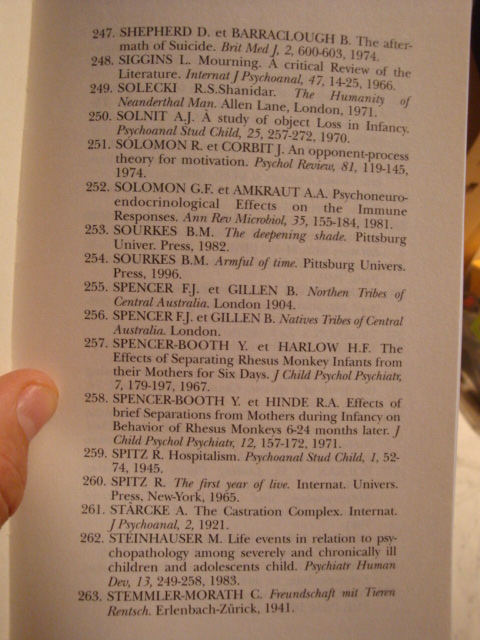 247. SHEPHERD D. et BARRACLOUGH B. The after-
math of Suicide. Brit Med J, 2, 600-603, 1974.
248. SIGGINS L. Mourning. A critical Review of the
Literature. Internat J Psychoanal, 47, 14-25, 1966.
249. SOLECKI R.S.Shanidar. The Humanity of
Neanderthal Man. Allen Lane, London, 1971.
250. SOLNIT A.J. A study of object Loss in Infancy.
Psychoanal Stud Child, 25, 257-272, 1970.
251. SOLOMON R. et CORBIT J. An opponent-process
theory for motivation. Psychol Review, 81, 119-145,
1974.
252. SOLOMON G.F. et AMKRAUT A.A. Psychoneuro-
endocrinological Effects on the Immune
Responses. Ann Rev Microbiol, 35, 155-184, 1981.
253. SOURKES B.M. The deepening shade. Pittsburg
Univer. Press, 1982.
254. SOURKES B.M. Armful of time. Pittsburg Univers.
Press, 1996.
255. SPENCER F.J. et GILLEN B. Northen Tribes of
Central Australia. London 1904.
256. SPENCER F.J. et GILLEN B. Natives Tribes of Central
Australia. London.
257. SPENCER-BOOTH Y. et HARLOW H.F. The
Effects of Separating Rhesus Monkey Infants from
their Mothers for Six Days. J Child Psychol Psychiatr,
7, 179-197, 1967.
258. SPENCER-BOOTH Y. et HINDE R.A. Effects of
brief Separations from Mothers during Infancy on
Behavior of Rhesus Monkeys 6-24 months later. J
Child Psychol Psychiatr, 12, 157-172, 1971.
259. SPITZ R. Hospitalism. Psychoanal Stud Child, 1, 52-
74, 1945.
260. SPITZ R. The first year of live. Internat. Univers.
Press, New-York, 1965.
261. STÄRCKE A. The Castration Complex. Internat.
J Psychoanal, 2, 1921.
262. STEINHAUSER M. Life events in relation to psy-
chopathology among severely and chronically ill
children and adolescents child. Psychiatr Human
Dev, 13, 249-258, 1983.
263. STEMMLER-MORATH C. Freundschaft mit Tieren
Rentsch. Erlenbach-Zürick, 1941.